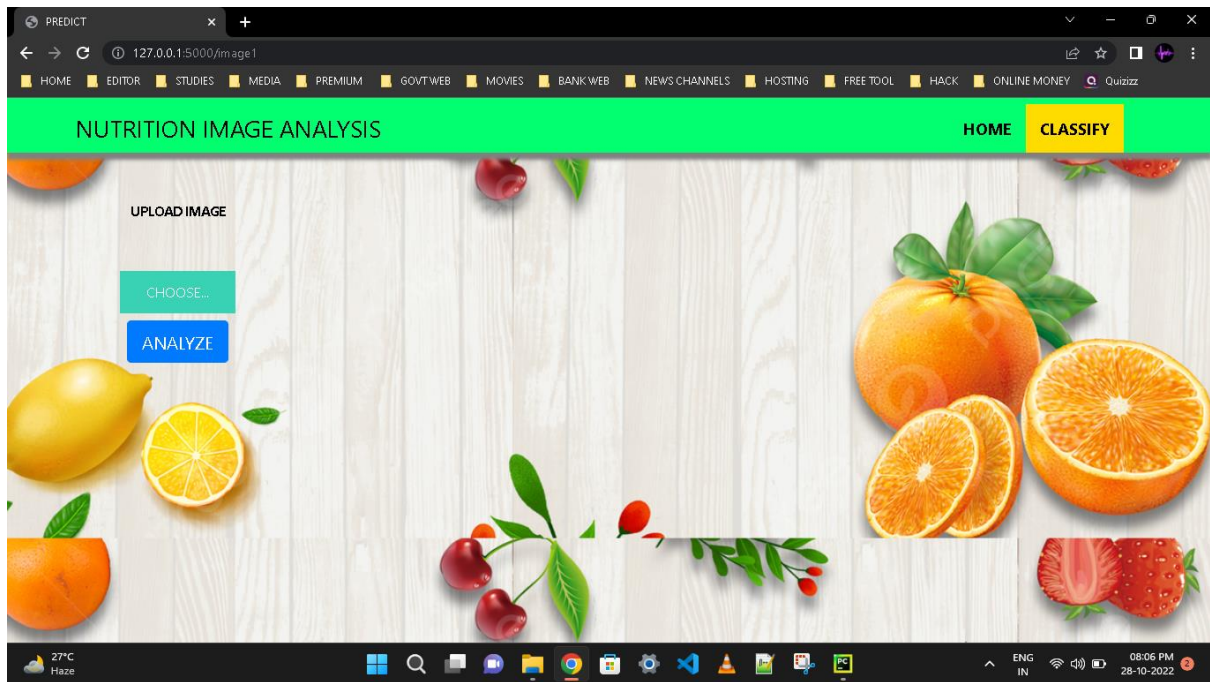 PREDICT
127.0.0.1:5000/image1
HOME EDITOR STUDIES MEDIA PREMIUM GOVT WEB MOVIES BANK WEB NEWS CHANNELS HOSTING FREE TOOL HACK ONLINE MONEY Quizizz
NUTRITION IMAGE ANALYSIS HOME CLASSIFY
UPLOAD IMAGE
CHOOSE...
ANALYZE
27°C
Haze
ENG
IN
08:06 PM
28-10-2022
2